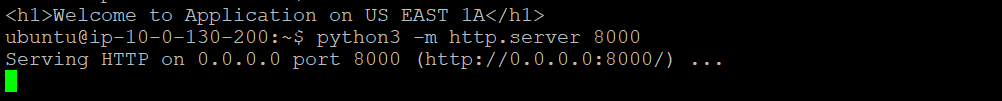 <h1>Welcome to Application on US EAST 1A</h1>
ubuntu@ip-10-0-130-200:~$ python3 -m http.server 8000
Serving HTTP on 0.0.0.0 port 8000 (http://0.0.0.0:8000/) ...